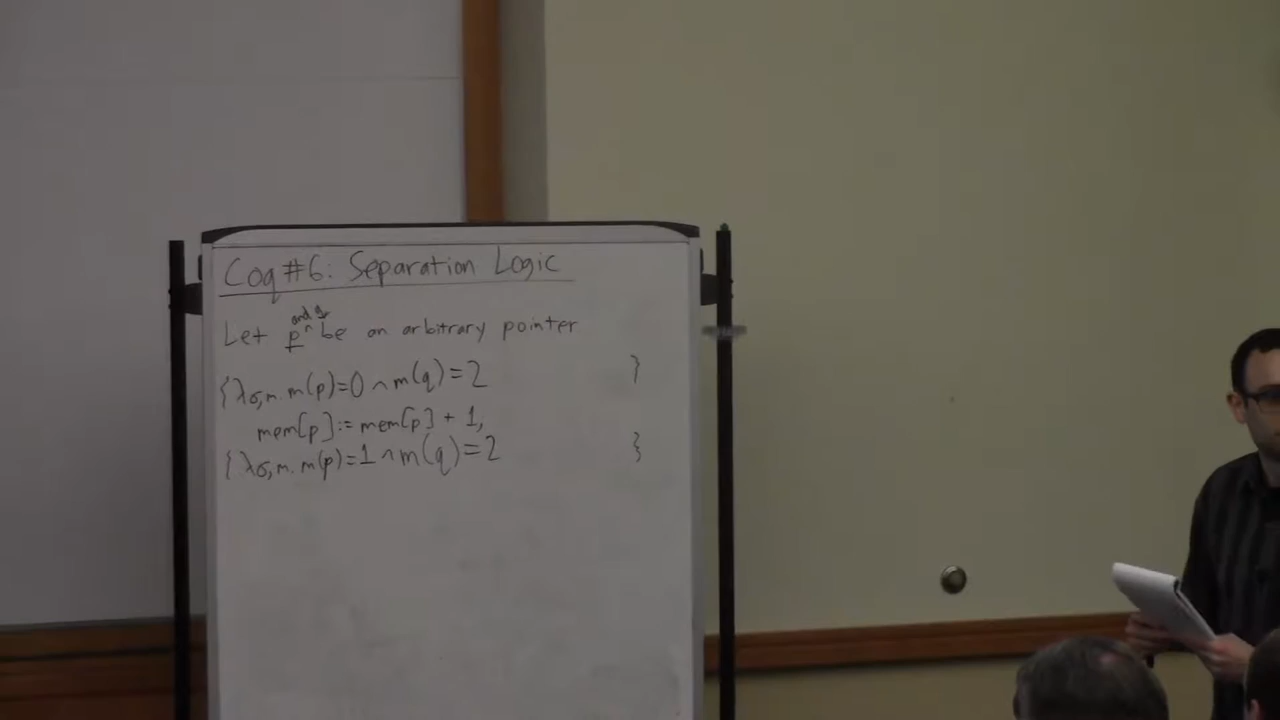 Coq #6: Separation Logic
Let p and q be an arbitrary pointer
{λσ,m. m(p)=0 ∧ m(q)=2 }
mem[p] := mem[p] + 1;
{λσ,m. m(p)=1 ∧ m(q)=2 }